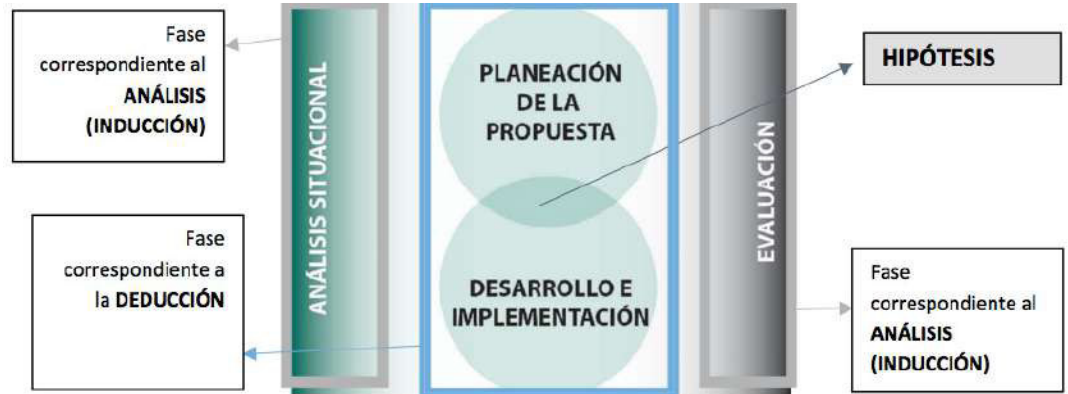 Fase
correspondiente al
ANÁLISIS
(INDUCCIÓN)
Fase
correspondiente a
la DEDUCCIÓN
ANÁLISIS SITUACIONAL
PLANEACIÓN
DE LA
PROPUESTA
DESARROLLO E
IMPLEMENTACIÓN
EVALUACIÓN
HIPÓTESIS
Fase
correspondiente al
ANÁLISIS
(INDUCCIÓN)